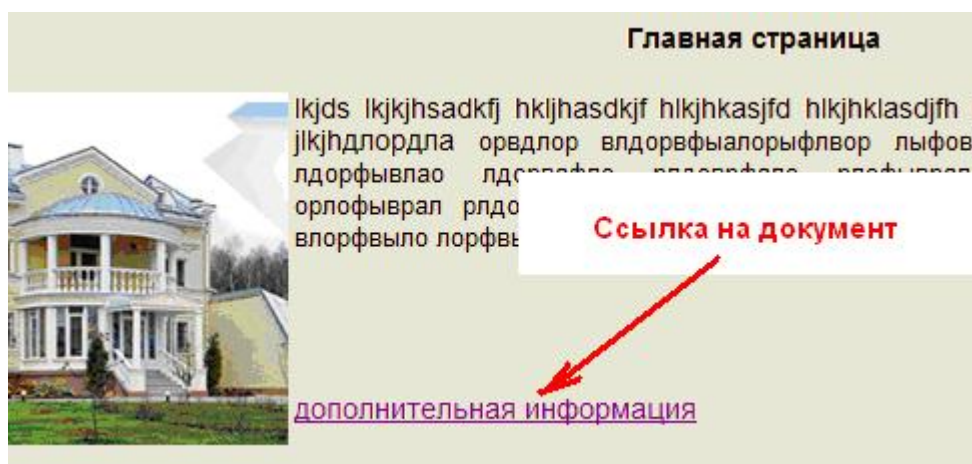 Главная страница
lkjds lkjkjhsadkfj hkljhasdkjf hlkjhkasjfd hlkjhklasdjfh
jlkjhдлордла орвдлор влдорвфыалорыфлвор лыфов
лдорфывлао
орлофыврал рлдо
влорфвыло лорфвы
Ссылка на документ
дополнительная информация